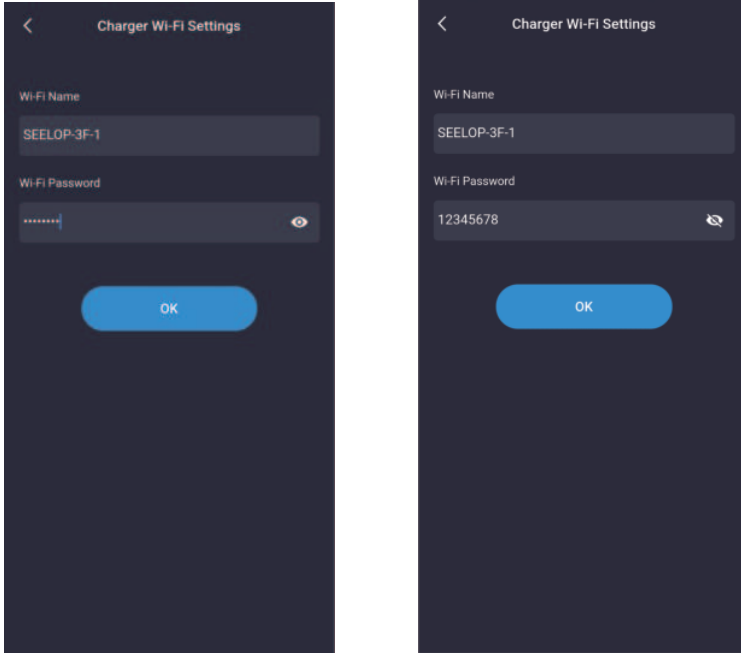 Charger Wi-Fi Settings
Wi-Fi Name
SEELOP-3F-1
Wi-Fi Password
••••••••
OK
Charger Wi-Fi Settings
Wi-Fi Name
SEELOP-3F-1
Wi-Fi Password
12345678
OK